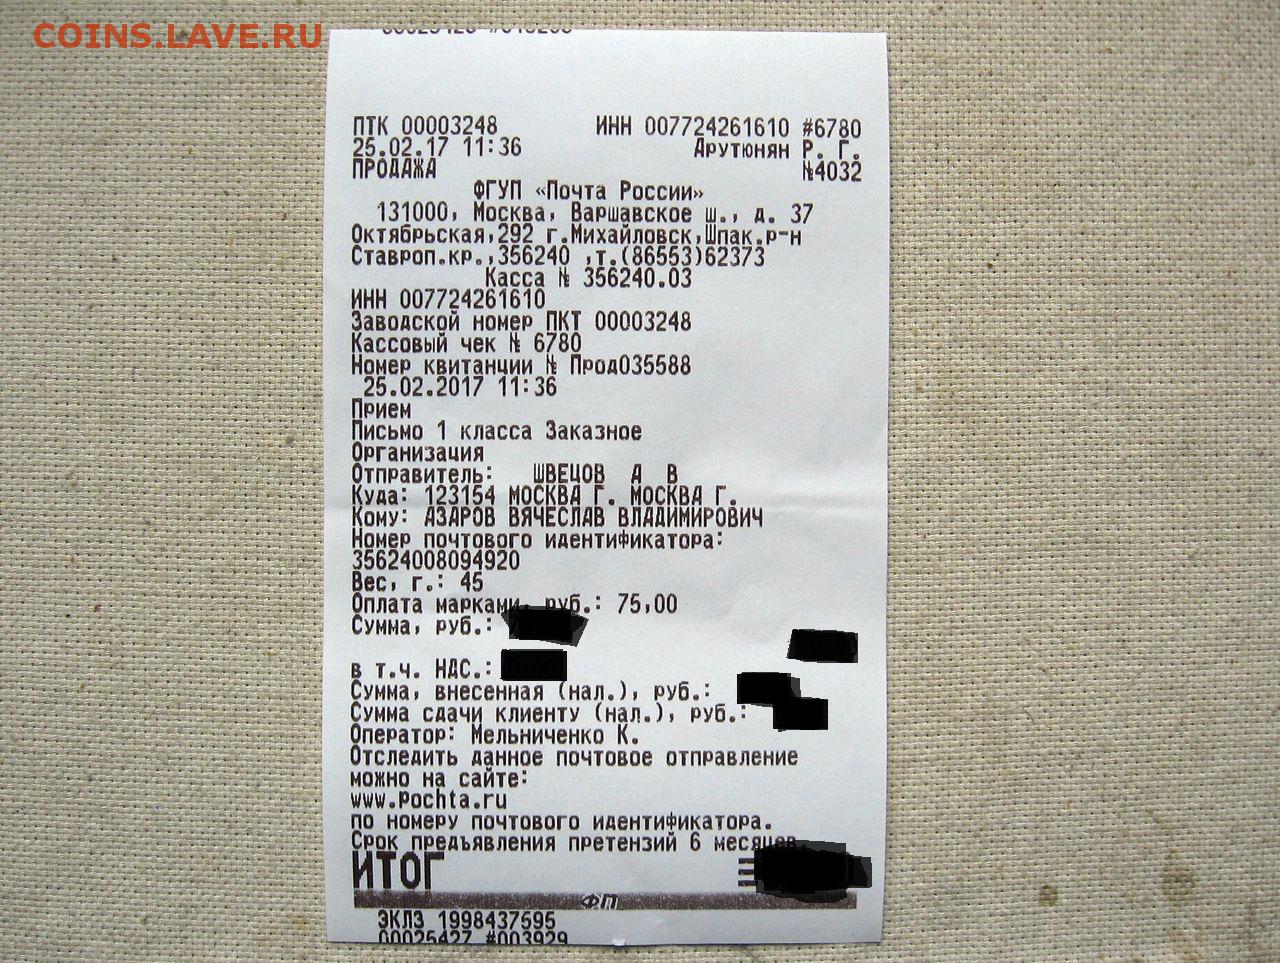 COINS.LAVE.RU
ПТК 00003248 ИНН 007724261610 #6780
25.02.17 11:36 Арутюнян Р. Г.
ПРОДАЖА №4032
ФГУП «Почта России»
131000, Москва, Варшавское ш., д. 37
Октябрьская,292 г.Михайловск,Шпак.р-н
Ставроп.кр.,356240 ,т.(86553)62373
Касса № 356240.03
ИНН 007724261610
Заводской номер ПКТ 00003248
Кассовый чек № 6780
Номер квитанции № Прод035588
25.02.2017 11:36
Прием
Письмо 1 класса Заказное
Организация
Отправитель: ШВЕЦОВ А В
Куда: 123154 МОСКВА Г. МОСКВА Г.
Кому: АЗАРОВ ВЯЧЕСЛАВ ВЛАДИМИРОВИЧ
Номер почтового идентификатора:
35624008094920
Вес, г.: 45
Оплата марками, руб.: 75,00
Сумма, руб.:
в т.ч. НДС.:
Сумма, внесенная (нал.), руб.:
Сумма сдачи клиенту (нал.), руб.:
Оператор: Мельниченко К.
Отследить данное почтовое отправление
можно на сайте:
www.pochta.ru
по номеру почтового идентификатора.
Срок предъявления претензий 6 месяцев.
ИТОГ
ФП
ЭКЛЗ 1998437595
00025427 #003929